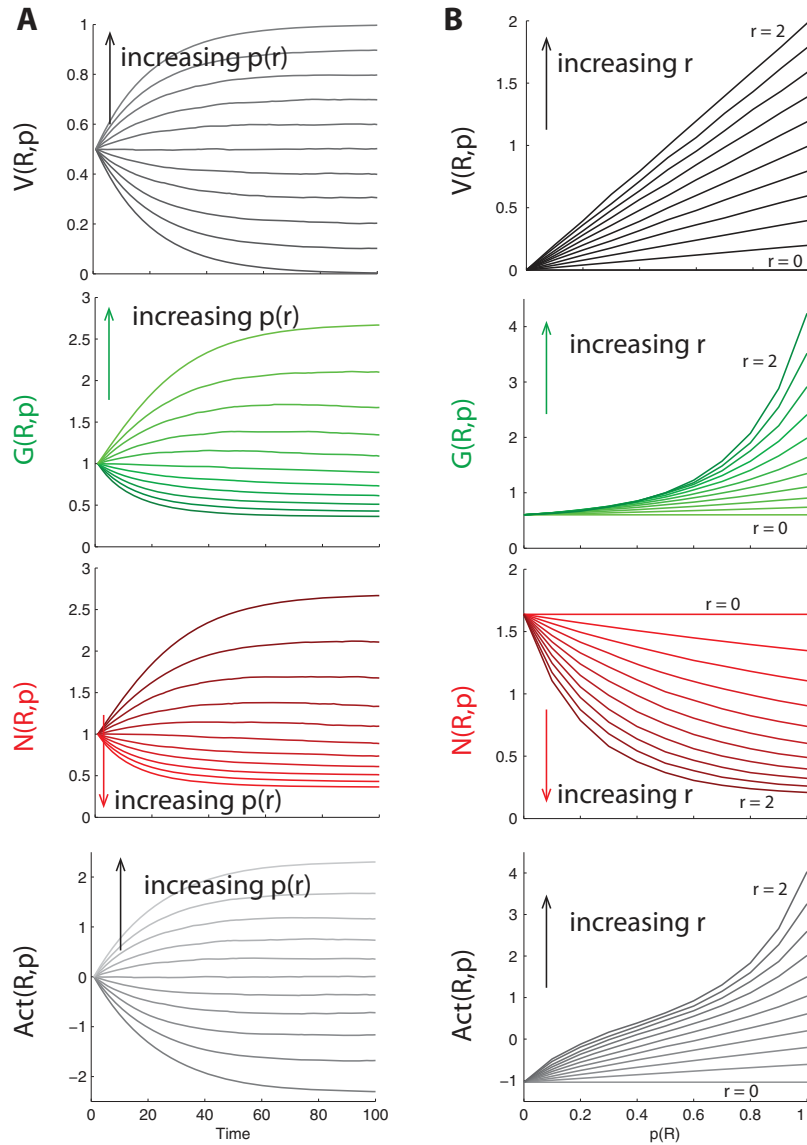 A
increasing p(r)
V(R,p)
1
0.8
0.6
0.4
0.2
0
increasing p(r)
G(R,p)
3
2.5
2
1.5
1
0.5
0
increasing p(r)
N(R,p)
3
2.5
2
1.5
1
0.5
0
increasing p(r)
Act(R,p)
2
1
0
−1
−2
0
20
40
60
80
100
Time
B
increasing r
r = 2
r = 0
V(R,p)
2
1.5
1
0.5
0
increasing r
r = 2
r = 0
G(R,p)
4
3
2
1
0
r = 0
increasing r
r = 2
N(R,p)
2
1.5
1
0.5
0
increasing r
r = 2
r = 0
Act(R,p)
4
3
2
1
0
−1
0
0.2
0.4
0.6
0.8
1
p(R)